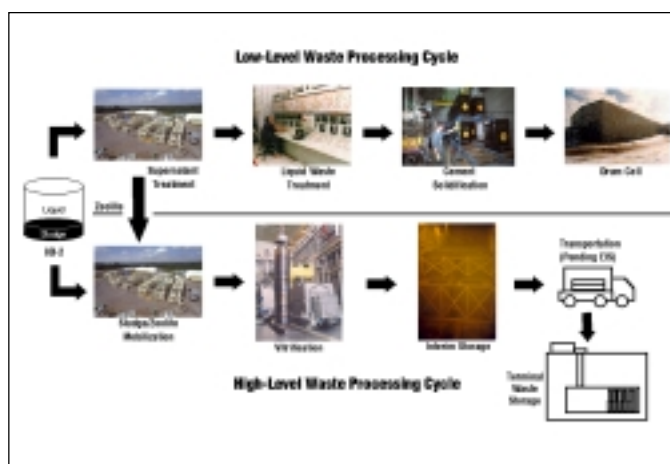 Low-Level Waste Processing Cycle
Supernatant
Treatment
Liquid Waste
Treatment
Cement
Solidification
Drum Cell
Liquid
Sludge
8D-2
Zeolite
Transportation
(Pending EIS)
Sludge/Zeolite
Mobilization
Vitrification
Interim Storage
Terminal
Waste
Storage
High-Level Waste Processing Cycle